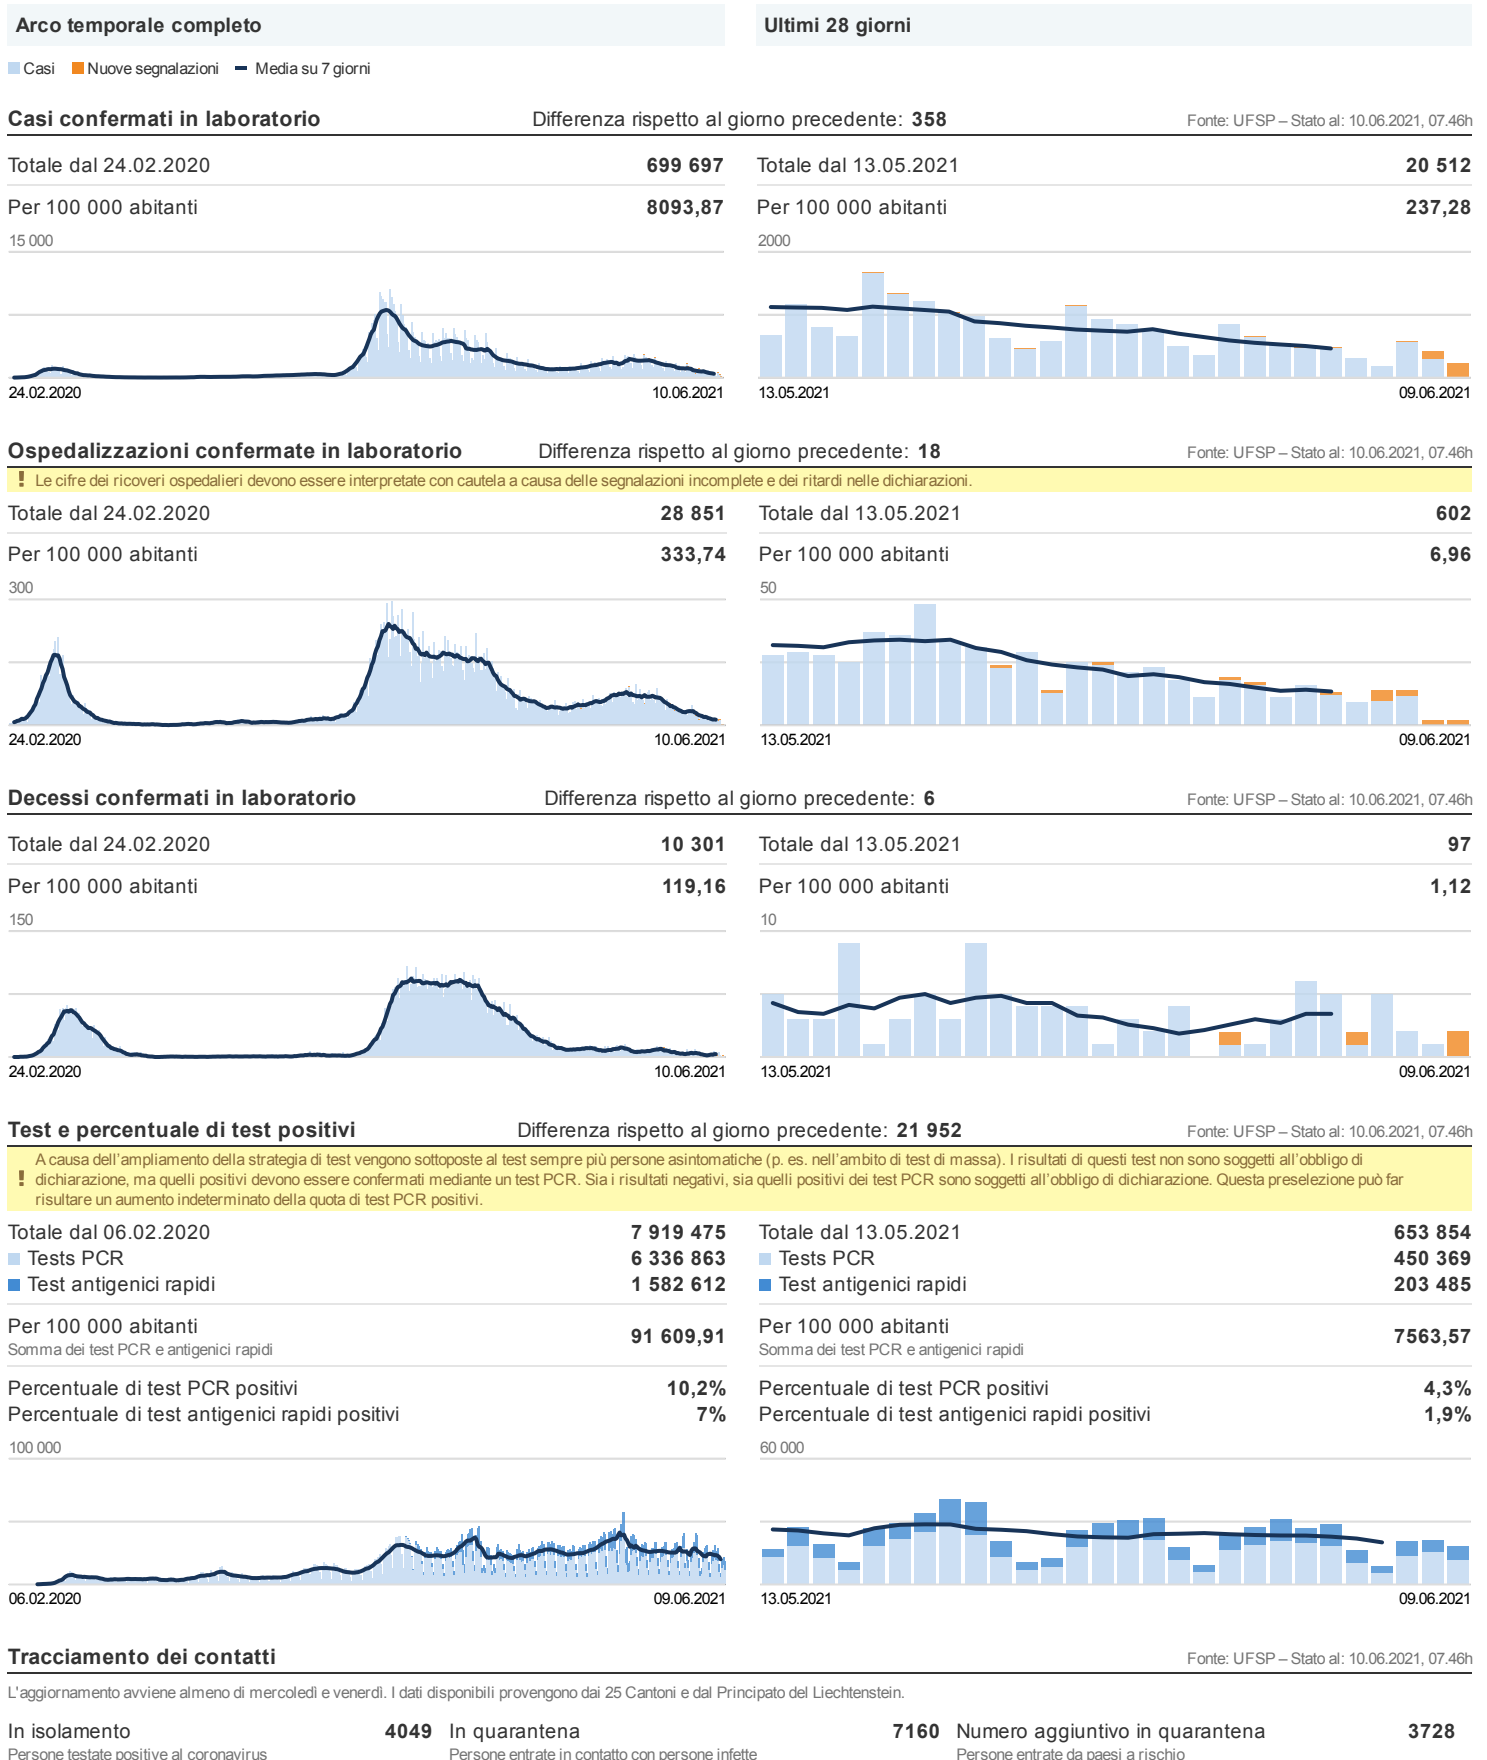 Arco temporale completo
Ultimi 28 giorni
Casi Nuove segnalazioni Media su 7 giorni
Casi confermati in laboratorio Differenza rispetto al giorno precedente: 358 Fonte: UFSP – Stato al: 10.06.2021, 07.46h
Totale dal 24.02.2020 699 697
Per 100 000 abitanti 8093,87
15 000
24.02.2020 10.06.2021
Totale dal 13.05.2021 20 512
Per 100 000 abitanti 237,28
2000
13.05.2021 09.06.2021
Ospedalizzazioni confermate in laboratorio Differenza rispetto al giorno precedente: 18 Fonte: UFSP – Stato al: 10.06.2021, 07.46h
! Le cifre dei ricoveri ospedalieri devono essere interpretate con cautela a causa delle segnalazioni incomplete e dei ritardi nelle dichiarazioni.
Totale dal 24.02.2020 28 851
Per 100 000 abitanti 333,74
300
24.02.2020 10.06.2021
Totale dal 13.05.2021 602
Per 100 000 abitanti 6,96
50
13.05.2021 09.06.2021
Decessi confermati in laboratorio Differenza rispetto al giorno precedente: 6 Fonte: UFSP – Stato al: 10.06.2021, 07.46h
Totale dal 24.02.2020 10 301
Per 100 000 abitanti 119,16
150
24.02.2020 10.06.2021
Totale dal 13.05.2021 97
Per 100 000 abitanti 1,12
10
13.05.2021 09.06.2021
Test e percentuale di test positivi Differenza rispetto al giorno precedente: 21 952 Fonte: UFSP – Stato al: 10.06.2021, 07.46h
A causa dell'ampliamento della strategia di test vengono sottoposte al test sempre più persone asintomatiche (p. es. nell'ambito di test di massa). I risultati di questi test non sono soggetti all'obbligo di
! dichiarazione, ma quelli positivi devono essere confermati mediante un test PCR. Sia i risultati negativi, sia quelli positivi dei test PCR sono soggetti all'obbligo di dichiarazione. Questa preselezione può far
risultare un aumento indeterminato della quota di test PCR positivi.
Totale dal 06.02.2020 7 919 475
Tests PCR 6 336 863
Test antigenici rapidi 1 582 612
Per 100 000 abitanti 91 609,91
Somma dei test PCR e antigenici rapidi
Percentuale di test PCR positivi 10,2%
Percentuale di test antigenici rapidi positivi 7%
100 000
06.02.2020 09.06.2021
Totale dal 13.05.2021 653 854
Tests PCR 450 369
Test antigenici rapidi 203 485
Per 100 000 abitanti 7563,57
Somma dei test PCR e antigenici rapidi
Percentuale di test PCR positivi 4,3%
Percentuale di test antigenici rapidi positivi 1,9%
60 000
13.05.2021 09.06.2021
Tracciamento dei contatti Fonte: UFSP – Stato al: 10.06.2021, 07.46h
L'aggiornamento avviene almeno di mercoledì e venerdì. I dati disponibili provengono dai 25 Cantoni e dal Principato del Liechtenstein.
In isolamento 4049 In quarantena 7160 Numero aggiuntivo in quarantena 3728
Persone testate positive al coronavirus Persone entrate in contatto con persone infette Persone entrate da paesi a rischio